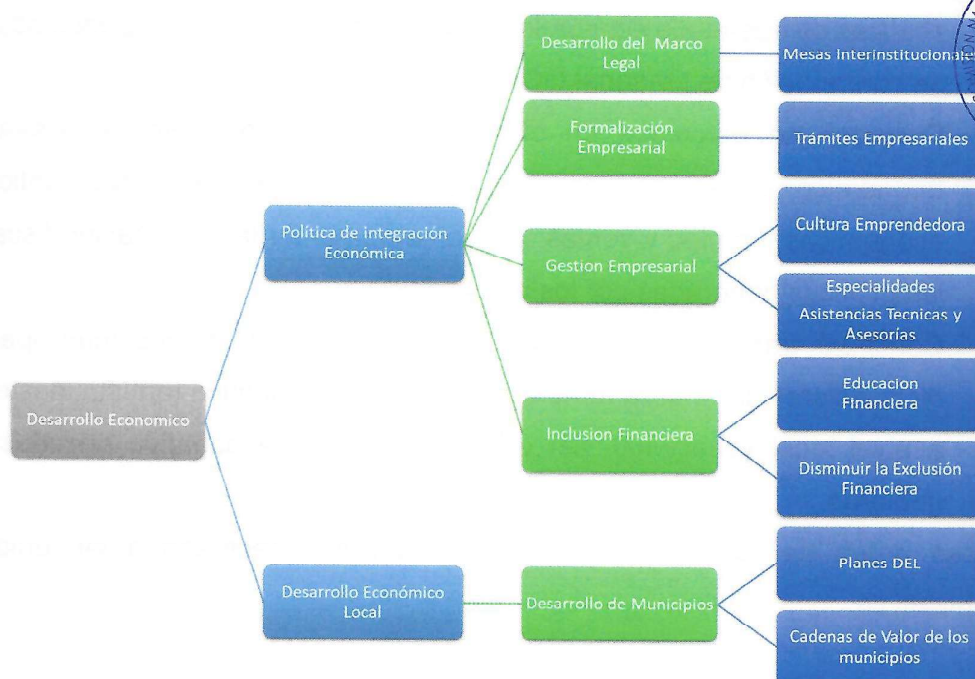 Desarrollo Economico
Política de integración
Económica
Desarrollo del Marco
Legal
Mesas Interinstitucionale
Formalización
Empresarial
Trámites Empresariales
Gestion Empresarial
Cultura Emprendedora
Especialidades
Asistencias Tecnicas y
Asesorías
Inclusion Financiera
Educacion
Financiera
Disminuir la Exclusión
Financiera
Desarrollo Económico
Local
Desarrollo de Municipios
Planes DEL
Cadenas de Valor de los
municipios